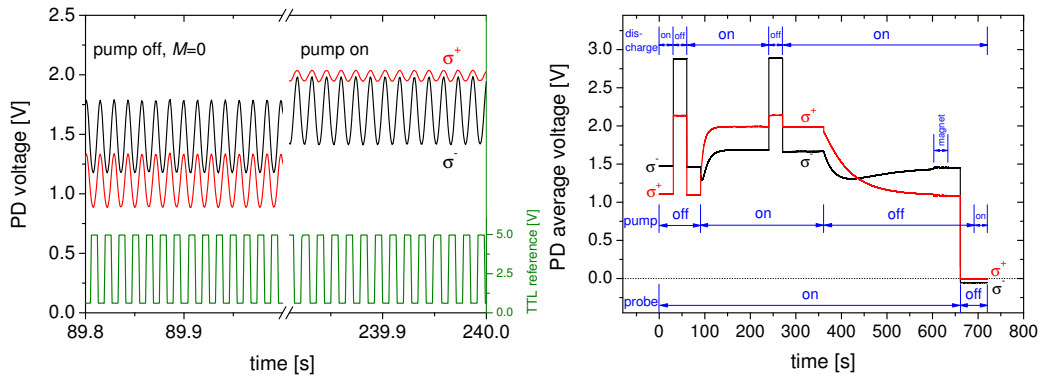 PD voltage [V]
2.5
2.0
1.5
1.0
0.5
0.0
pump off, M=0
pump on
σ⁺
σ⁻
5.0
2.5
0.0
TTL reference [V]
89.8
89.9
239.9
240.0
time [s]
PD average voltage [V]
3.0
2.5
2.0
1.5
1.0
0.5
0.0
dis-
charge
on
off
on
off
on
σ⁻
σ⁺
σ⁺
σ⁻
magnet
pump
off
on
off
on
σ⁺
σ⁻
probe
on
off
0
100
200
300
400
500
600
700
800
time [s]